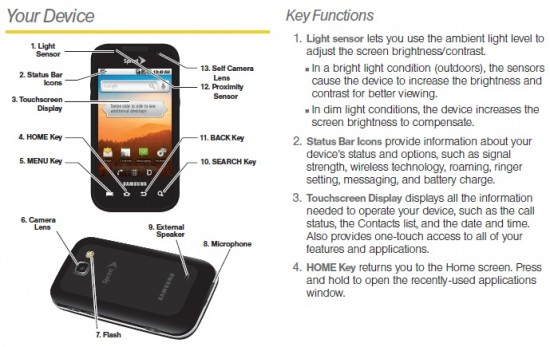 Your Device
1. Light
Sensor
2. Status Bar
Icons
3. Touchscreen
Display
4. HOME Key
5. MENU Key
13. Self Camera
Lens
12. Proximity
Sensor
11. BACK Key
10. SEARCH Key
Sprint
10:40 AM
SAMSUNG
6. Camera
Lens
9. External
Speaker
8. Microphone
7. Flash
Sprint
SAMSUNG
Key Functions
1. Light sensor lets you use the ambient light level to
adjust the screen brightness/contrast.
▪ In a bright light condition (outdoors), the sensors
cause the device to increase the brightness and
contrast for better viewing.
▪ In dim light conditions, the device increases the
screen brightness to compensate.
2. Status Bar Icons provide information about your
device's status and options, such as signal
strength, wireless technology, roaming, ringer
setting, messaging, and battery charge.
3. Touchscreen Display displays all the information
needed to operate your device, such as the call
status, the Contacts list, and the date and time.
Also provides one-touch access to all of your
features and applications.
4. HOME Key returns you to the Home screen. Press
and hold to open the recently-used applications
window.